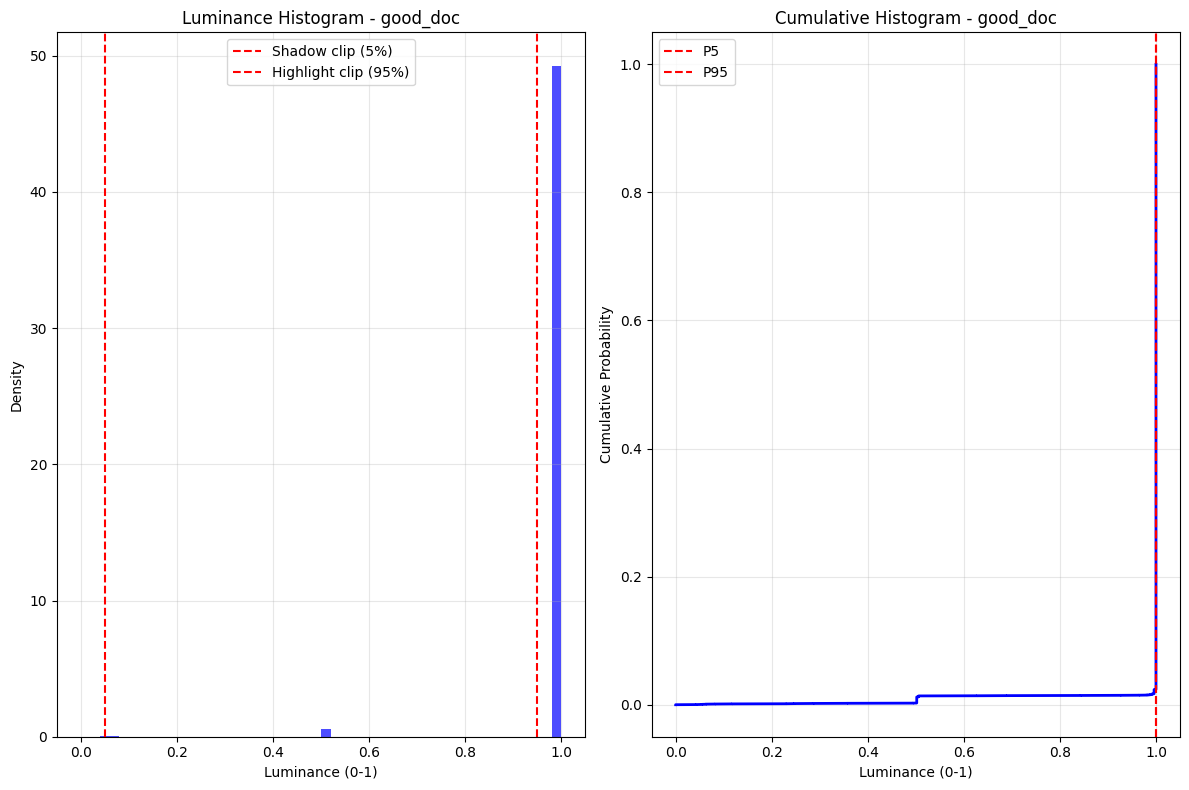 Luminance Histogram - good_doc
Shadow clip (5%)
Highlight clip (95%)
50
40
30
20
10
0
Density
0.0 0.2 0.4 0.6 0.8 1.0
Luminance (0-1)
Cumulative Histogram - good_doc
P5
P95
1.0
0.8
0.6
0.4
0.2
0.0
Cumulative Probability
0.0 0.2 0.4 0.6 0.8 1.0
Luminance (0-1)